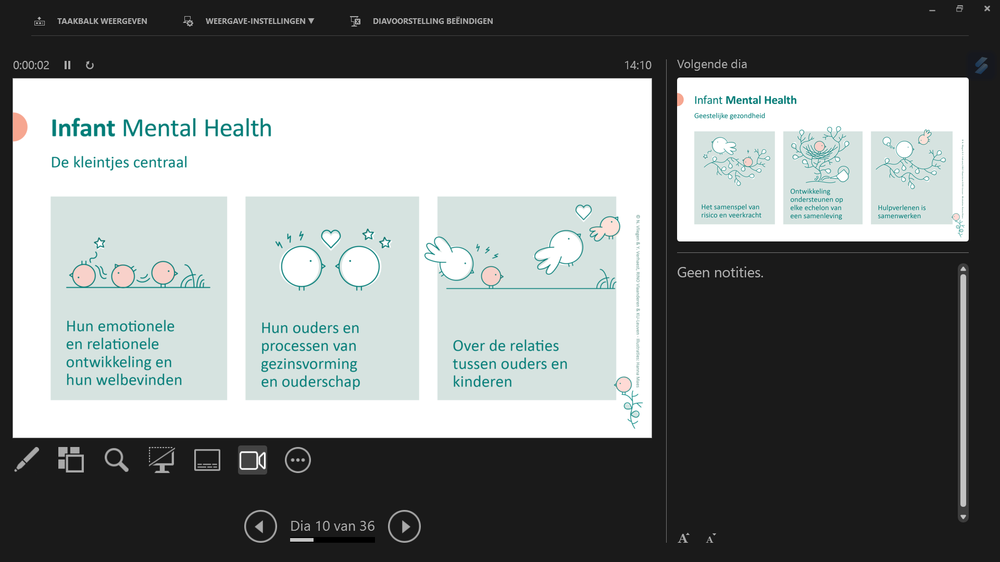 TAAKBALK WEERGEVEN
WEERGAVE-INSTELLINGEN ▼
DIAVOORSTELLING BEËINDIGEN
0:00:02
14:10
Infant Mental Health
De kleintjes centraal
Hun emotionele
en relationele
ontwikkeling en
hun welbevinden
Hun ouders en
processen van
gezinsvorming
en ouderschap
Over de relaties
tussen ouders en
kinderen
© N. Vliegen & Y. Verhaest, RINO Vlaanderen & KU-Leuven - Illustraties: Hanna Maes
Dia 10 van 36
Volgende dia
Infant Mental Health
Geestelijke gezondheid
Het samenspel van
risico en veerkracht
Ontwikkeling
ondersteunen op
elke echelon van
een samenleving
Hulpverlenen is
samenwerken
Geen notities.
A
A